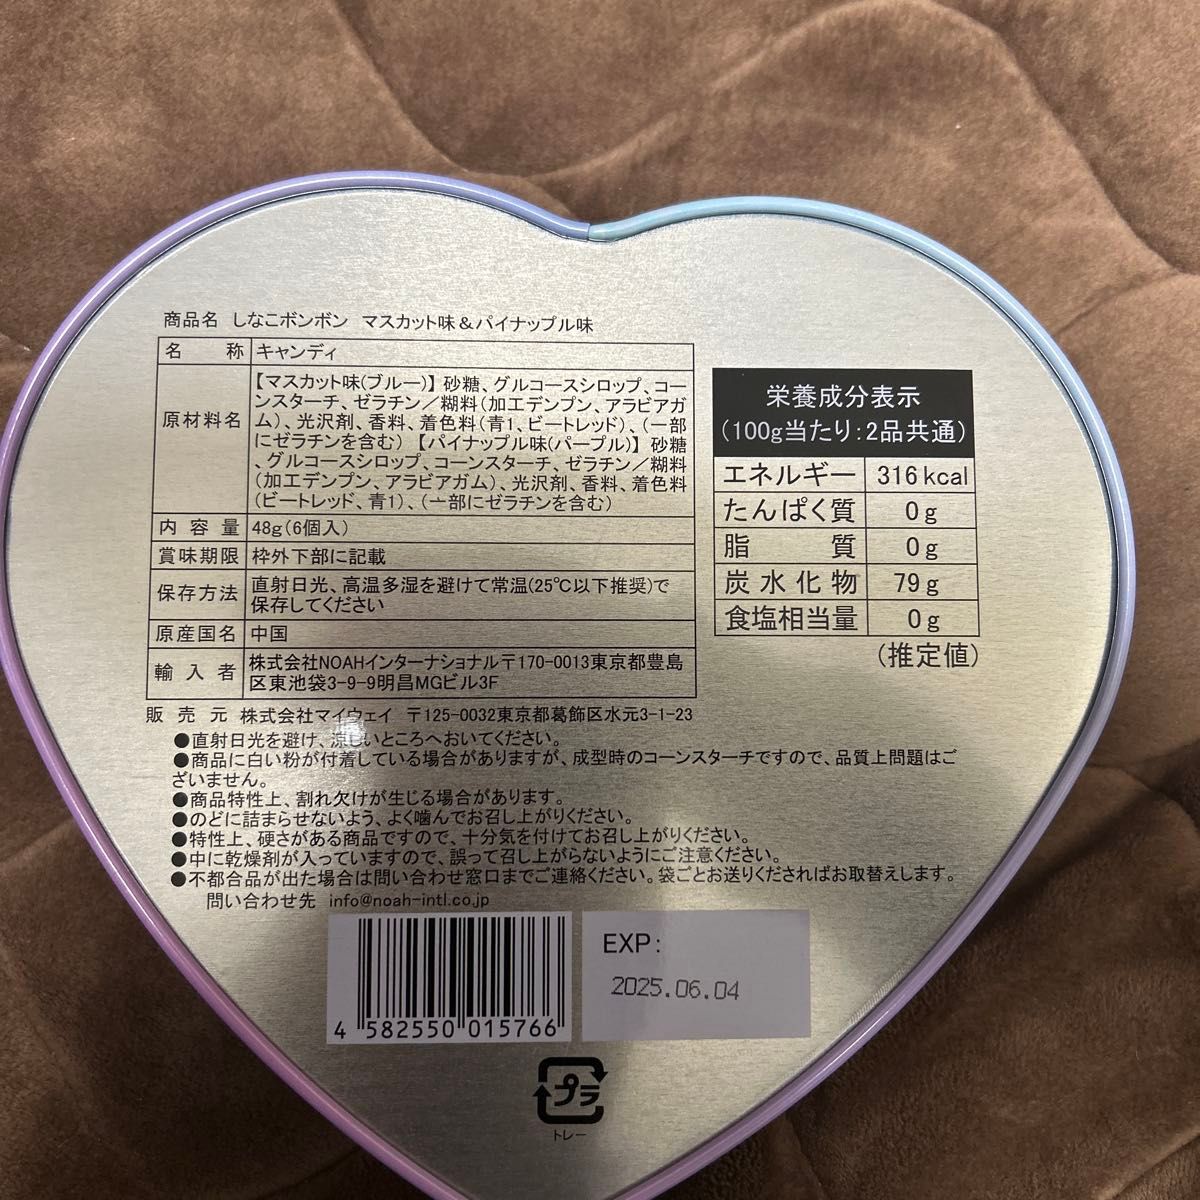 商品名 しなこボンボン マスカット味&パイナップル味
名称 キャンディ
原材料名
【マスカット味(ブルー)】砂糖、グルコースシロップ、コー
ンスターチ、ゼラチン/糊料(加工デンプン、アラビアガ
ム)、光沢剤、香料、着色料(青1、ビートレッド)、(一部
にゼラチンを含む)【パイナップル味(パープル)】砂糖
、グルコースシロップ、コーンスターチ、ゼラチン/糊料
(加工デンプン、アラビアガム)、光沢剤、香料、着色料
(ビートレッド、青1)、(一部にゼラチンを含む)
内容量 48g(6個入)
賞味期限 枠外下部に記載
保存方法
直射日光、高温多湿を避けて常温(25℃以下推奨)で
保存してください
原産国名 中国
輸入者
株式会社NOAHインターナショナル〒170-0013東京都豊島
区東池袋3-9-9明昌MGビル3F
販売元 株式会社マイウェイ 〒125-0032東京都葛飾区水元3-1-23
●直射日光を避け、涼しいところへおいてください。
●商品に白い粉が付着している場合がありますが、成型時のコーンスターチですので、品質上問題はご
ざいません。
●商品特性上、割れ欠けが生じる場合があります。
●のどに詰まらせないよう、よく噛んでお召し上がりください。
●特性上、硬さがある商品ですので、十分気を付けてお召し上がりください。
●中に乾燥剤が入っていますので、誤って召し上がらないようにご注意ください。
●不都合品が出た場合は問い合わせ窓口までご連絡ください。袋ごとお送りくださればお取替えします。
問い合わせ先 info@noah-intl.co.jp
栄養成分表示
(100g当たり:2品共通)
エネルギー 316kcal
たんぱく質 0g
脂質 0g
炭水化物 79g
食塩相当量 0g
(推定値)
4 582550 015766
EXP:
2025.06.04
プラ
トレー